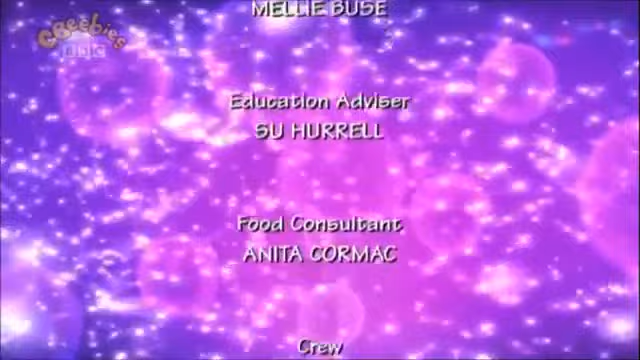 MELLIE BUSE
CBeebies
BBC
Education Adviser
SU HURRELL
Food Consultant
ANITA CORMAC
Crew